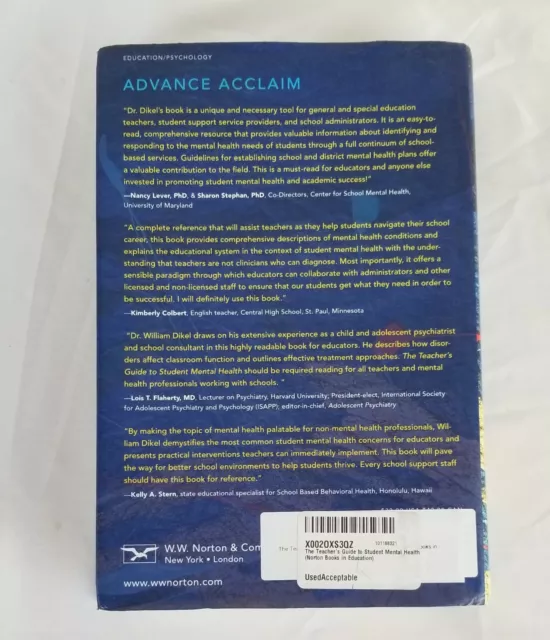 EDUCATION/PSYCHOLOGY
ADVANCE ACCLAIM
"Dr. Dikel's book is a unique and necessary tool for general and special education
teachers, student support service providers, and school administrators. It is an easy-to-
read, comprehensive resource that provides valuable information about identifying and
responding to the mental health needs of students through a full continuum of school-
based services. Guidelines for establishing school and district mental health plans offer
a valuable contribution to the field. This is a must-read for educators and anyone else
invested in promoting student mental health and academic success!"
—Nancy Lever, PhD, & Sharon Stephan, PhD, Co-Directors, Center for School Mental Health,
University of Maryland
"A complete reference that will assist teachers as they help students navigate their school
career, this book provides comprehensive descriptions of mental health conditions and
explains the educational system in the context of student mental health with the under-
standing that teachers are not clinicians who can diagnose. Most importantly, it offers a
sensible paradigm through which educators can collaborate with administrators and other
licensed and non-licensed staff to ensure that our students get what they need in order to
be successful. I will definitely use this book."
—Kimberly Colbert, English teacher, Central High School, St. Paul, Minnesota
"Dr. William Dikel draws on his extensive experience as a child and adolescent psychiatrist
and school consultant in this highly readable book for educators. He describes how disor-
ders affect classroom function and outlines effective treatment approaches. The Teacher's
Guide to Student Mental Health should be required reading for all teachers and mental
health professionals working with schools. "
—Lois T. Flaherty, MD, Lecturer on Psychiatry, Harvard University; President-elect, International Society
for Adolescent Psychiatry and Psychology (ISAPP); editor-in-chief, Adolescent Psychiatry
"By making the topic of mental health palatable for non-mental health professionals, Wil-
liam Dikel demystifies the most common student mental health concerns for educators and
presents practical interventions teachers can immediately implement. This book will pave
the way for better school environments to help students thrive. Every school support staff
should have this book for reference."
—Kelly A. Stern, state educational specialist for School Based Behavioral Health, Honolulu, Hawaii
W.W. Norton & Com
New York • London
www.wwnorton.com
the Tea
X002OXS3QZ
The Teacher's Guide to Student Mental Health
(Norton Books in Education)
UsedAcceptable